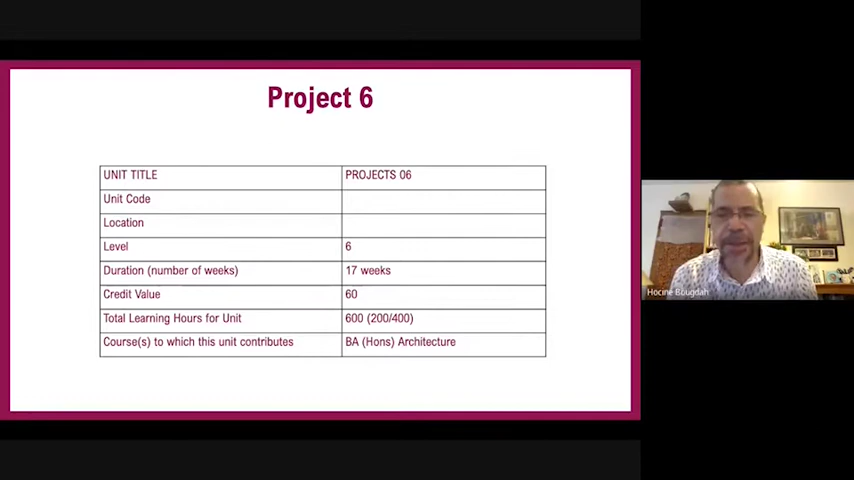 Project 6
UNIT TITLE PROJECTS 06
Unit Code
Location
Level 6
Duration (number of weeks) 17 weeks
Credit Value 60
Total Learning Hours for Unit 600 (200/400)
Course(s) to which this unit contributes BA (Hons) Architecture
Hocine Bougdah